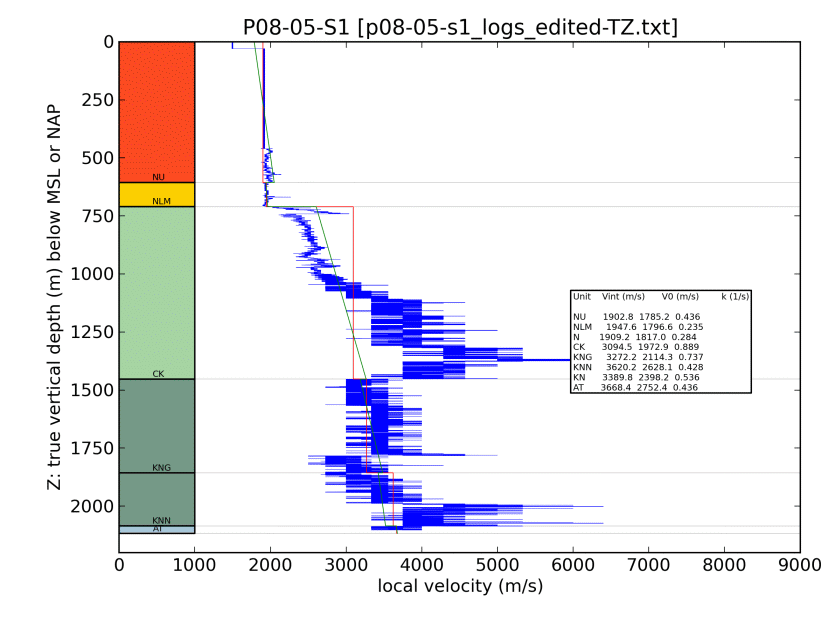 P08-05-S1 [p08-05-s1_logs_edited-TZ.txt]
Z: true vertical depth (m) below MSL or NAP
0
250
500
750
1000
1250
1500
1750
2000
NU
NLM
CK
KNG
KNN
AT
Unit Vint (m/s) V0 (m/s) k (1/s)
NU 1902.8 1785.2 0.436
NLM 1947.6 1796.6 0.235
N 1909.2 1817.0 0.284
CK 3094.5 1972.9 0.889
KNG 3272.2 2114.3 0.737
KNN 3620.2 2628.1 0.428
KN 3389.8 2398.2 0.536
AT 3668.4 2752.4 0.436
0 1000 2000 3000 4000 5000 6000 7000 8000 9000
local velocity (m/s)